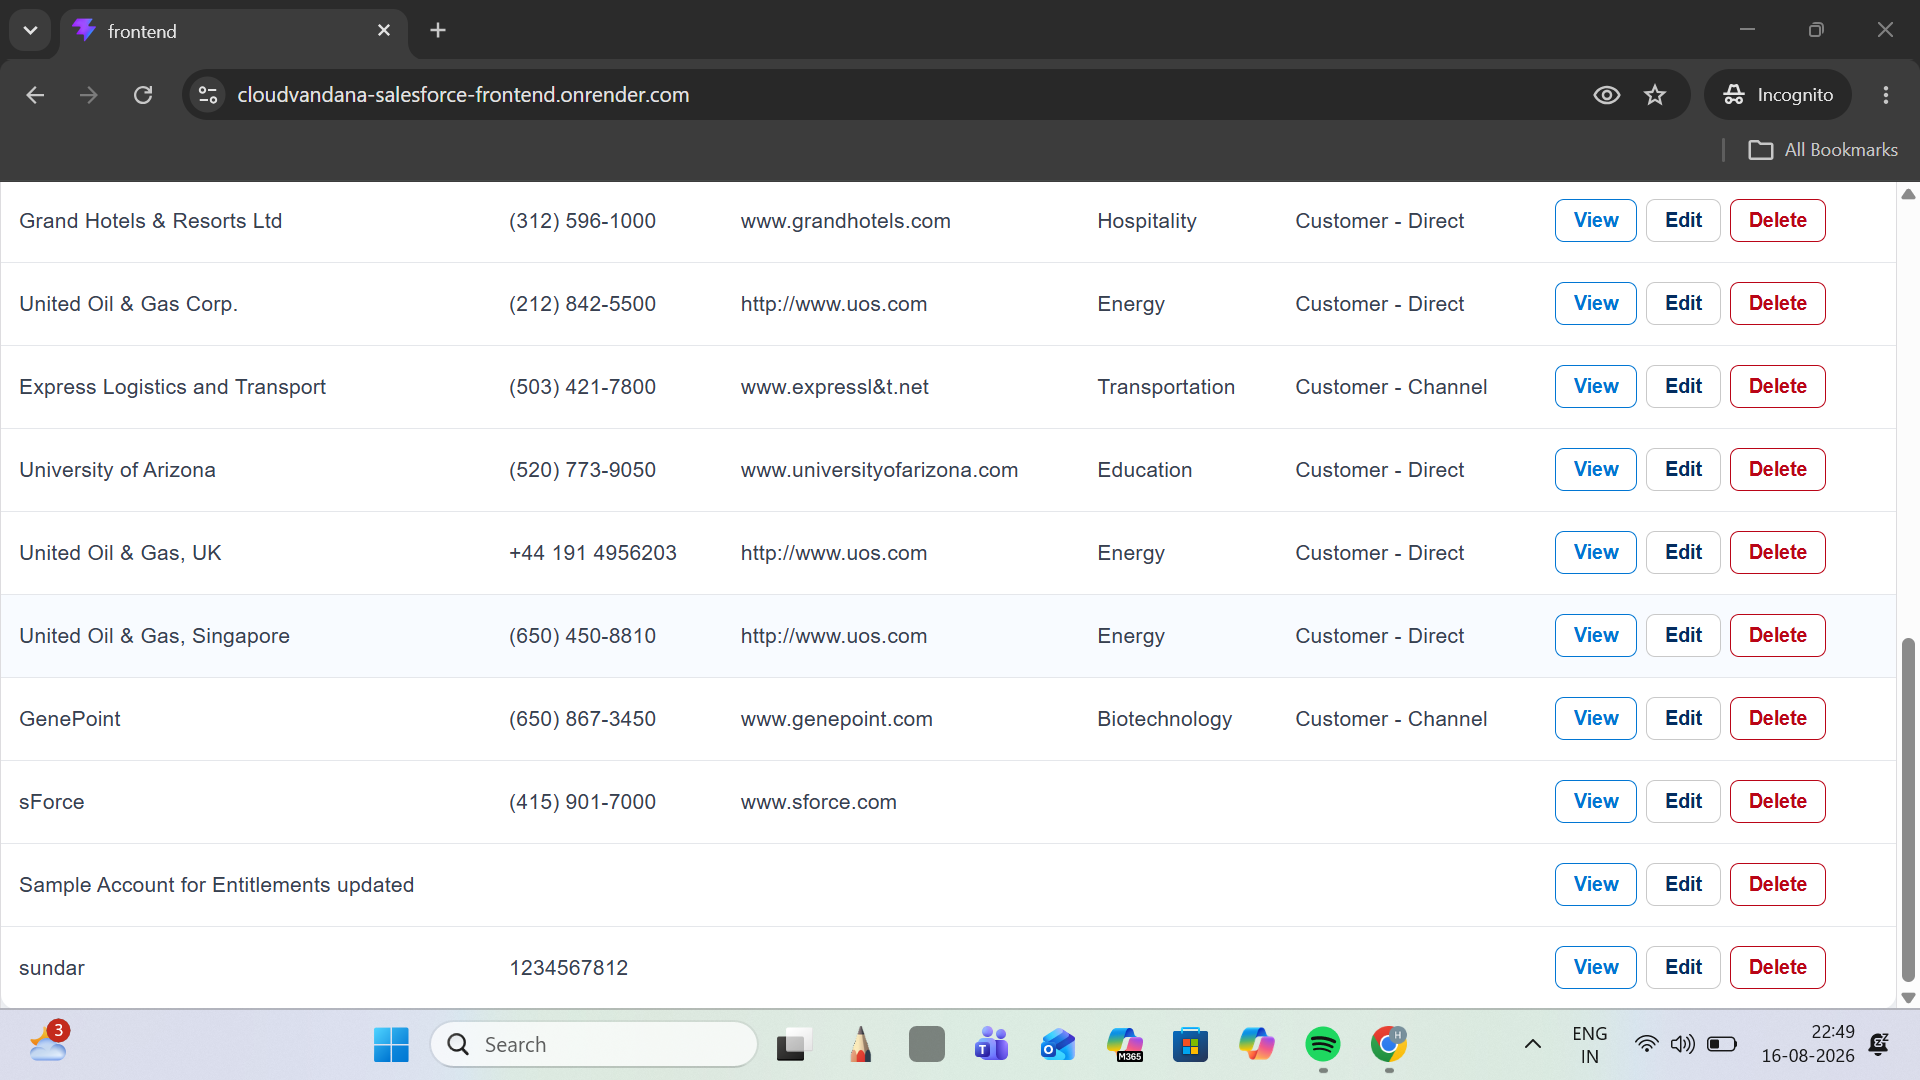 frontend
cloudvandana-salesforce-frontend.onrender.com
Incognito
All Bookmarks
Grand Hotels & Resorts Ltd (312) 596-1000 www.grandhotels.com Hospitality Customer - Direct View Edit Delete
United Oil & Gas Corp. (212) 842-5500 http://www.uos.com Energy Customer - Direct View Edit Delete
Express Logistics and Transport (503) 421-7800 www.expressl&t.net Transportation Customer - Channel View Edit Delete
University of Arizona (520) 773-9050 www.universityofarizona.com Education Customer - Direct View Edit Delete
United Oil & Gas, UK +44 191 4956203 http://www.uos.com Energy Customer - Direct View Edit Delete
United Oil & Gas, Singapore (650) 450-8810 http://www.uos.com Energy Customer - Direct View Edit Delete
GenePoint (650) 867-3450 www.genepoint.com Biotechnology Customer - Channel View Edit Delete
sForce (415) 901-7000 www.sforce.com View Edit Delete
Sample Account for Entitlements updated View Edit Delete
sundar 1234567812 View Edit Delete
3
Search
T
O
M365
H
ENG
IN
22:49
16-08-2026